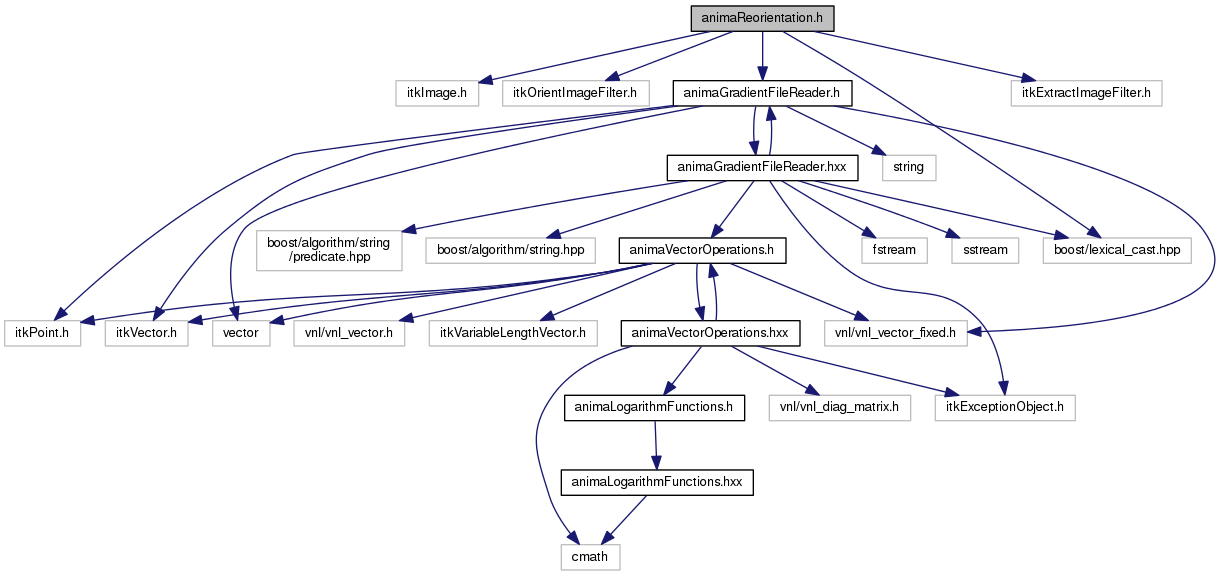 animaReorientation.h
itkImage.h
itkOrientImageFilter.h
animaGradientFileReader.h
itkExtractImageFilter.h
animaGradientFileReader.hxx
string
boost/algorithm/string
/predicate.hpp
boost/algorithm/string.hpp
animaVectorOperations.h
fstream
sstream
boost/lexical_cast.hpp
itkPoint.h
itkVector.h
vector
vnl/vnl_vector.h
itkVariableLengthVector.h
animaVectorOperations.hxx
vnl/vnl_vector_fixed.h
animaLogarithmFunctions.h
vnl/vnl_diag_matrix.h
itkExceptionObject.h
animaLogarithmFunctions.hxx
cmath